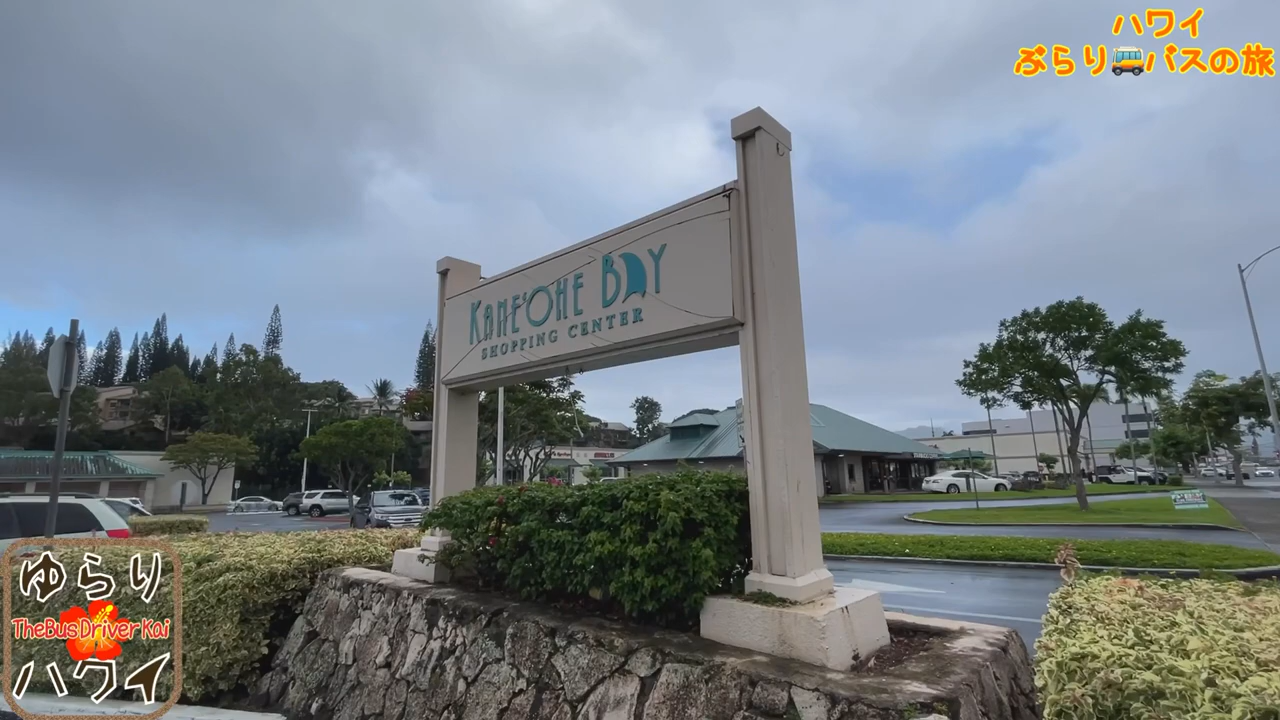 ハワイ
ぶらり🚌バスの旅
KANE'OHE BAY
SHOPPING CENTER
ゆらり
TheBusDriverKai
ハワイ